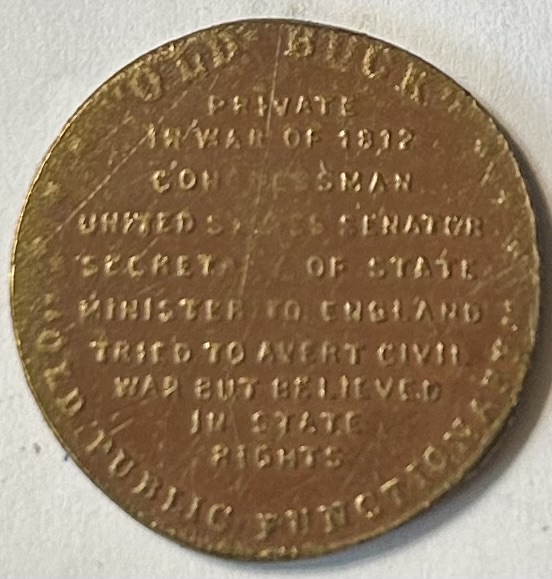 "OLD BUCK"
PRIVATE
IN WAR OF 1812
CONGRESSMAN
UNITED STATES SENATOR
SECRETARY OF STATE
MINISTER TO ENGLAND
TRIED TO AVERT CIVIL
WAR BUT BELIEVED
IN STATE
RIGHTS
"OLD PUBLIC FUNCTIONARY"